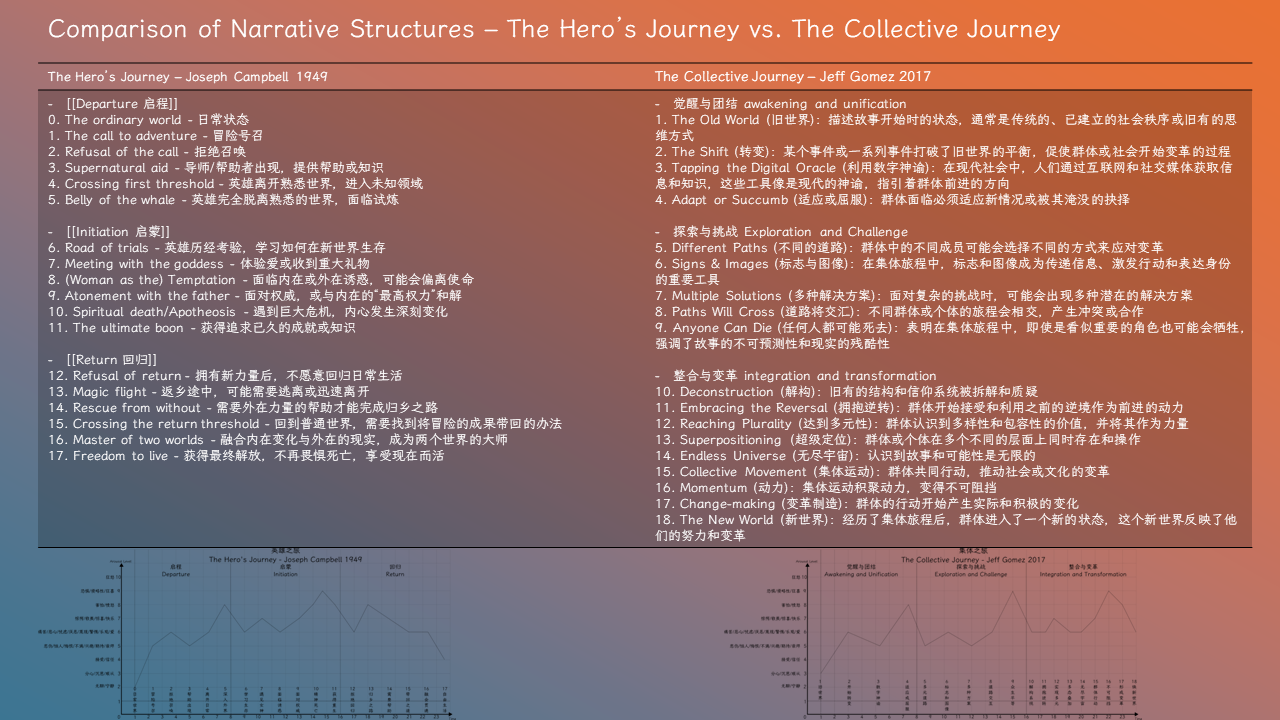 Comparison of Narrative Structures – The Hero's Journey vs. The Collective Journey
The Hero's Journey – Joseph Campbell 1949
- [[Departure 启程]]
0. The ordinary world - 日常状态
1. The call to adventure - 冒险号召
2. Refusal of the call - 拒绝召唤
3. Supernatural aid - 导师/帮助者出现，提供帮助或知识
4. Crossing first threshold - 英雄离开熟悉世界，进入未知领域
5. Belly of the whale - 英雄完全脱离熟悉的世界，面临试炼
- [[Initiation 启蒙]]
6. Road of trials - 英雄历经考验，学习如何在新世界生存
7. Meeting with the goddess - 体验爱或收到重大礼物
8. (Woman as the) Temptation - 面临内在或外在诱惑，可能会偏离使命
9. Atonement with the father - 面对权威，或与内在的“最高权力”和解
10. Spiritual death/Apotheosis - 遇到巨大危机，内心发生深刻变化
11. The ultimate boon - 获得追求已久的成就或知识
- [[Return 回归]]
12. Refusal of return - 拥有新力量后，不愿意回归日常生活
13. Magic flight - 返乡途中，可能需要逃离或迅速离开
14. Rescue from without - 需要外在力量的帮助才能完成归乡之路
15. Crossing the return threshold - 回到普通世界，需要找到将冒险的成果带回的办法
16. Master of two worlds - 融合内在变化与外在的现实，成为两个世界的大师
17. Freedom to live - 获得最终解放，不再畏惧死亡，享受现在而活
The Collective Journey – Jeff Gomez 2017
- 觉醒与团结 awakening and unification
1. The Old World (旧世界)：描述故事开始时的状态，通常是传统的、已建立的社会秩序或旧有的思
维方式
2. The Shift (转变)：某个事件或一系列事件打破了旧世界的平衡，促使群体或社会开始变革的过程
3. Tapping the Digital Oracle (利用数字神谕)：在现代社会中，人们通过互联网和社交媒体获取信
息和知识，这些工具像是现代的神谕，指引着群体前进的方向
4. Adapt or Succumb (适应或屈服)：群体面临必须适应新情况或被其淹没的抉择
- 探索与挑战 Exploration and Challenge
5. Different Paths (不同的道路)：群体中的不同成员可能会选择不同的方式来应对变革
6. Signs & Images (标志与图像)：在集体旅程中，标志和图像成为传递信息、激发行动和表达身份
的重要工具
7. Multiple Solutions (多种解决方案)：面对复杂的挑战时，可能会出现多种潜在的解决方案
8. Paths Will Cross (道路将交汇)：不同群体或个体的旅程会相交，产生冲突或合作
9. Anyone Can Die (任何人都可能死去)：表明在集体旅程中，即使是看似重要的角色也可能会牺牲，
强调了故事的不可预测性和现实的残酷性
- 整合与变革 integration and transformation
10. Deconstruction (解构)：旧有的结构和信仰系统被拆解和质疑
11. Embracing the Reversal (拥抱逆转)：群体开始接受和利用之前的逆境作为前进的动力
12. Reaching Plurality (达到多元性)：群体认识到多样性和包容性的价值，并将其作为力量
13. Superpositioning (超级定位)：群体或个体在多个不同的层面上同时存在和操作
14. Endless Universe (无尽宇宙)：认识到故事和可能性是无限的
15. Collective Movement (集体运动)：群体共同行动，推动社会或文化的变革
16. Momentum (动力)：集体运动积聚动力，变得不可阻挡
17. Change-making (变革制造)：群体的行动开始产生实际和积极的变化
18. The New World (新世界)：经历了集体旅程后，群体进入了一个新的状态，这个新世界反映了他
们的努力和变革
英雄之旅
The Hero's Journey - Joseph Campbell 1949
启程 启蒙 回归
Departure Initiation Return
集体之旅
The Collective Journey - Jeff Gomez 2017
觉醒与团结 探索与挑战 整合与变革
Awakening and Unification Exploration and Challenge Integration and Transformation